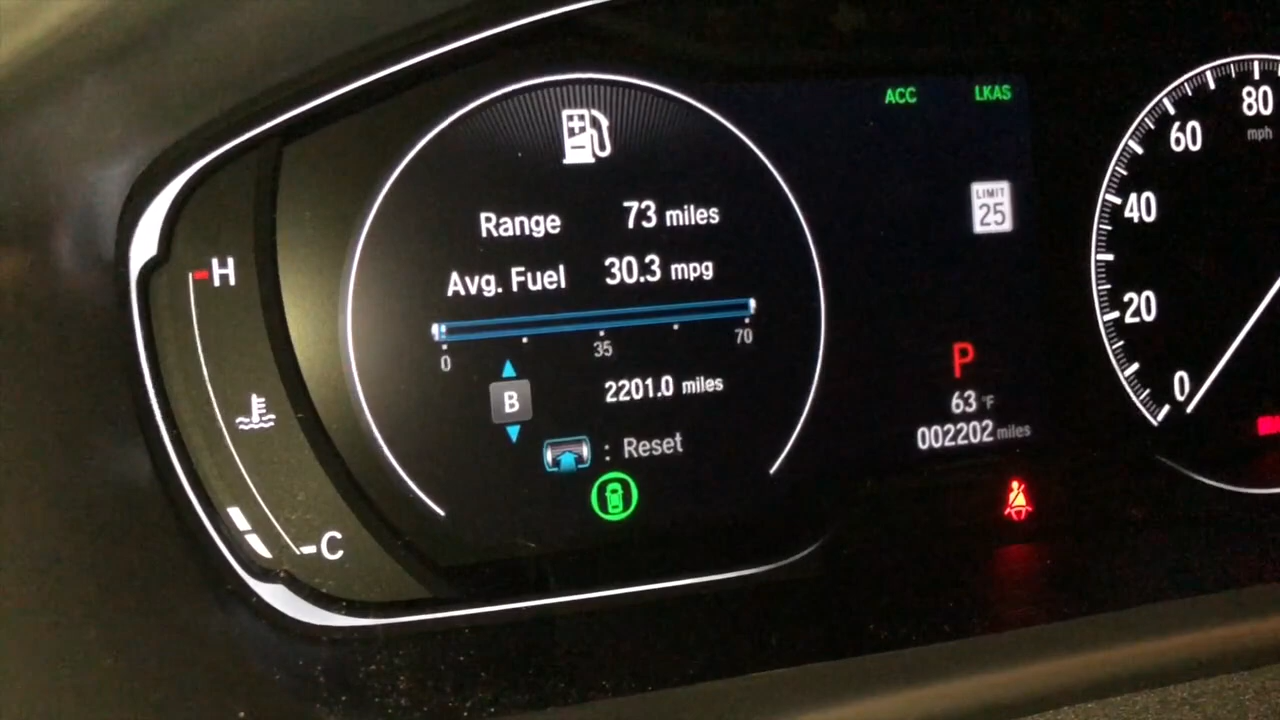 ACC LKAS
LIMIT
25
Range 73 miles
Avg. Fuel 30.3 mpg
0 35 70
B 2201.0 miles
: Reset
H
C
P
63 °F
002202 miles
80
mph
60
40
20
0